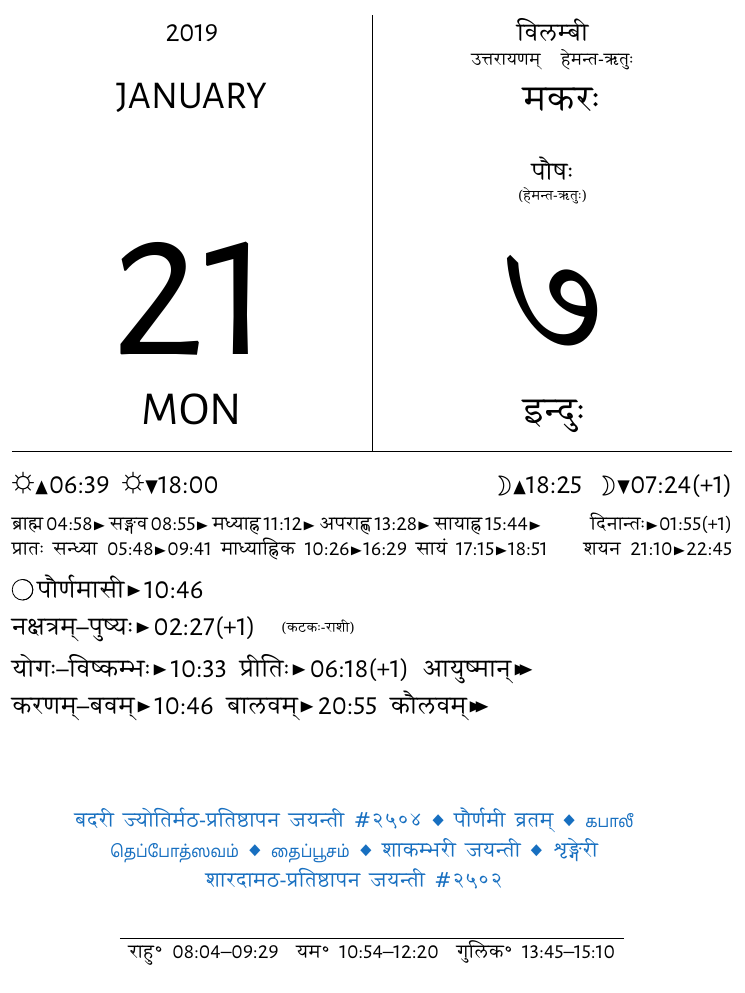 2019
JANUARY
21
MON
विलम्बी
उत्तरायणम् हेमन्त-ऋतुः
मकरः
पौषः
(हेमन्त-ऋतुः)
७
इन्दुः
☼▲06:39 ☼▼18:00 ☽▲18:25 ☽▼07:24(+1)
ब्राह्म 04:58► सङ्गव 08:55► मध्याह्न 11:12► अपराह्ण 13:28► सायाह्न 15:44► दिनान्तः►01:55(+1)
प्रातः सन्ध्या 05:48►09:41 माध्याह्निक 10:26►16:29 सायं 17:15►18:51 शयन 21:10►22:45
○पौर्णमासी►10:46
नक्षत्रम्–पुष्यः►02:27(+1) (कटकः-राशी)
योगः–विष्कम्भः►10:33 प्रीतिः►06:18(+1) आयुष्मान्►►
करणम्–बवम्►10:46 बालवम्►20:55 कौलवम्►►
बदरी ज्योतिर्मठ-प्रतिष्ठापन जयन्ती #२५०४ ◆ पौर्णमी व्रतम् ◆ கபாலீ
தெப்போத்ஸவம் ◆ தைப்பூசம் ◆ शाकम्भरी जयन्ती ◆ शृङ्गेरी
शारदामठ-प्रतिष्ठापन जयन्ती #२५०२
राहु॰ 08:04–09:29 यम॰ 10:54–12:20 गुलिक॰ 13:45–15:10